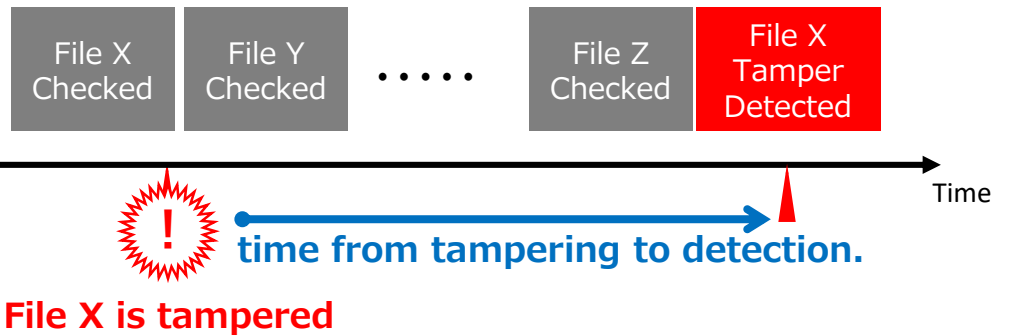 File X
Checked
File Y
Checked
.....
File Z
Checked
File X
Tamper
Detected
Time
!
time from tampering to detection.
File X is tampered